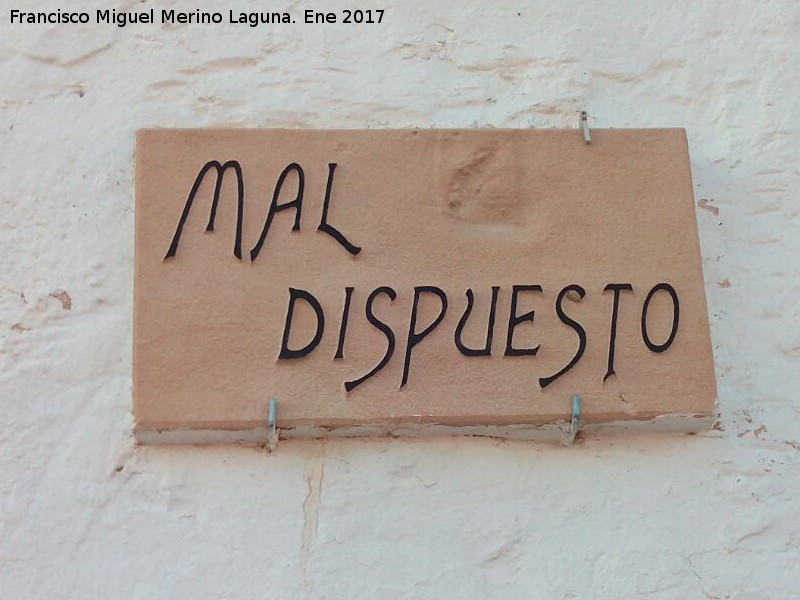 Francisco Miguel Merino Laguna. Ene 2017
MAL
DISPUESTO